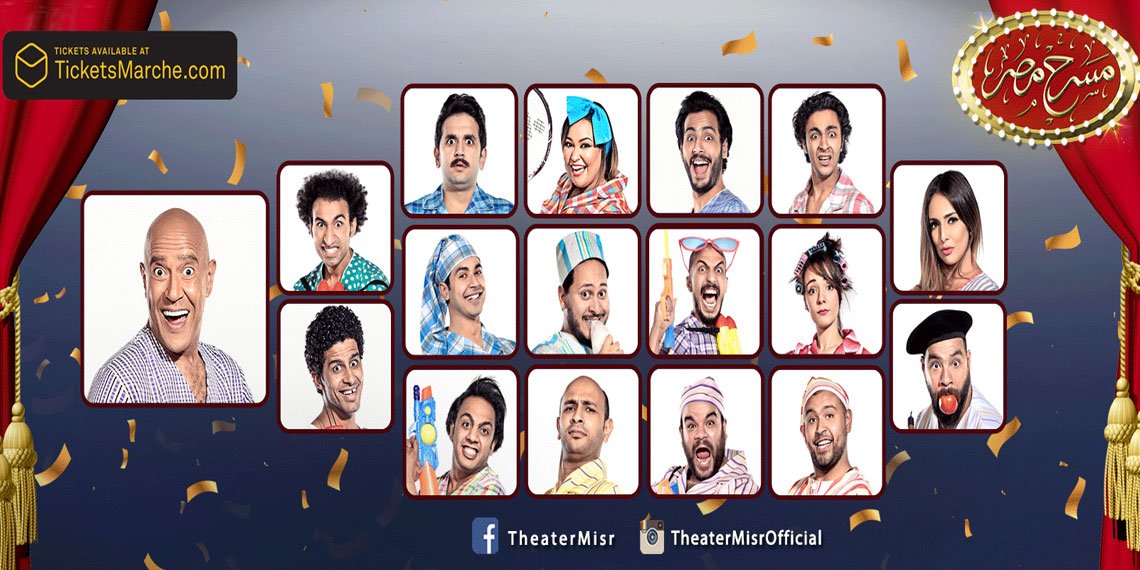 TICKETS AVAILABLE AT
TicketsMarche.com
مسرح مصر
TheaterMisr
TheaterMisrOfficial